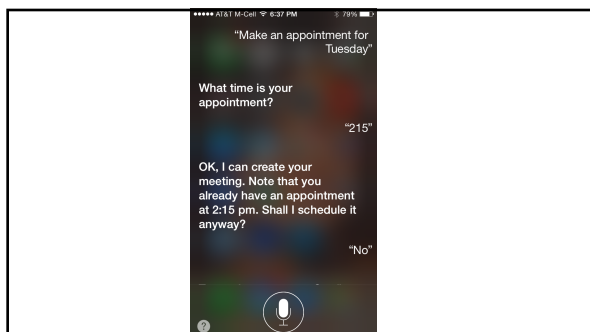 ●●●●● AT&T M-Cell 6:37 PM 79%
“Make an appointment for
Tuesday”
What time is your
appointment?
“215”
OK, I can create your
meeting. Note that you
already have an appointment
at 2:15 pm. Shall I schedule it
anyway?
“No”
?